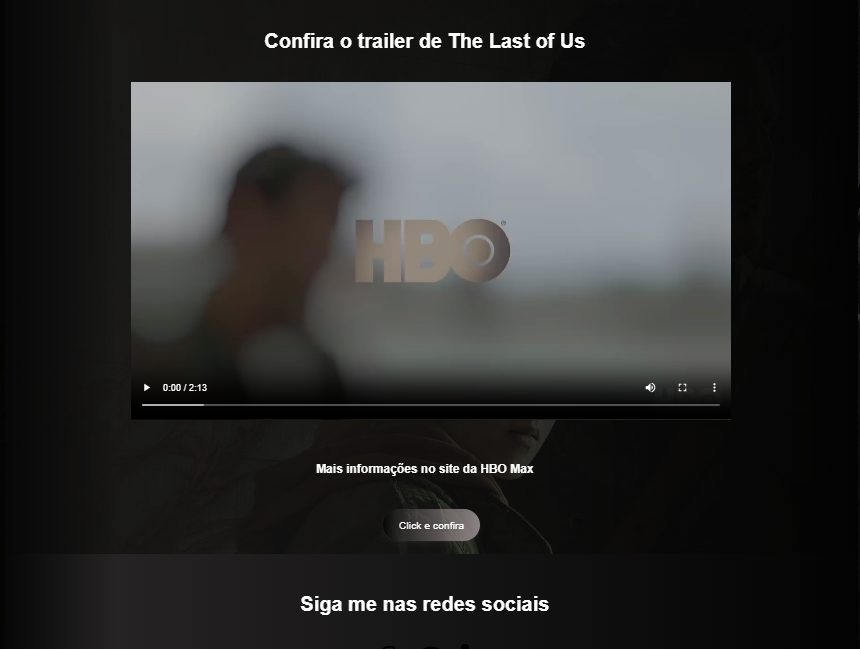 Confira o trailer de The Last of Us
HBO®
0:00 / 2:13
Mais informações no site da HBO Max
Click e confira
Siga me nas redes sociais